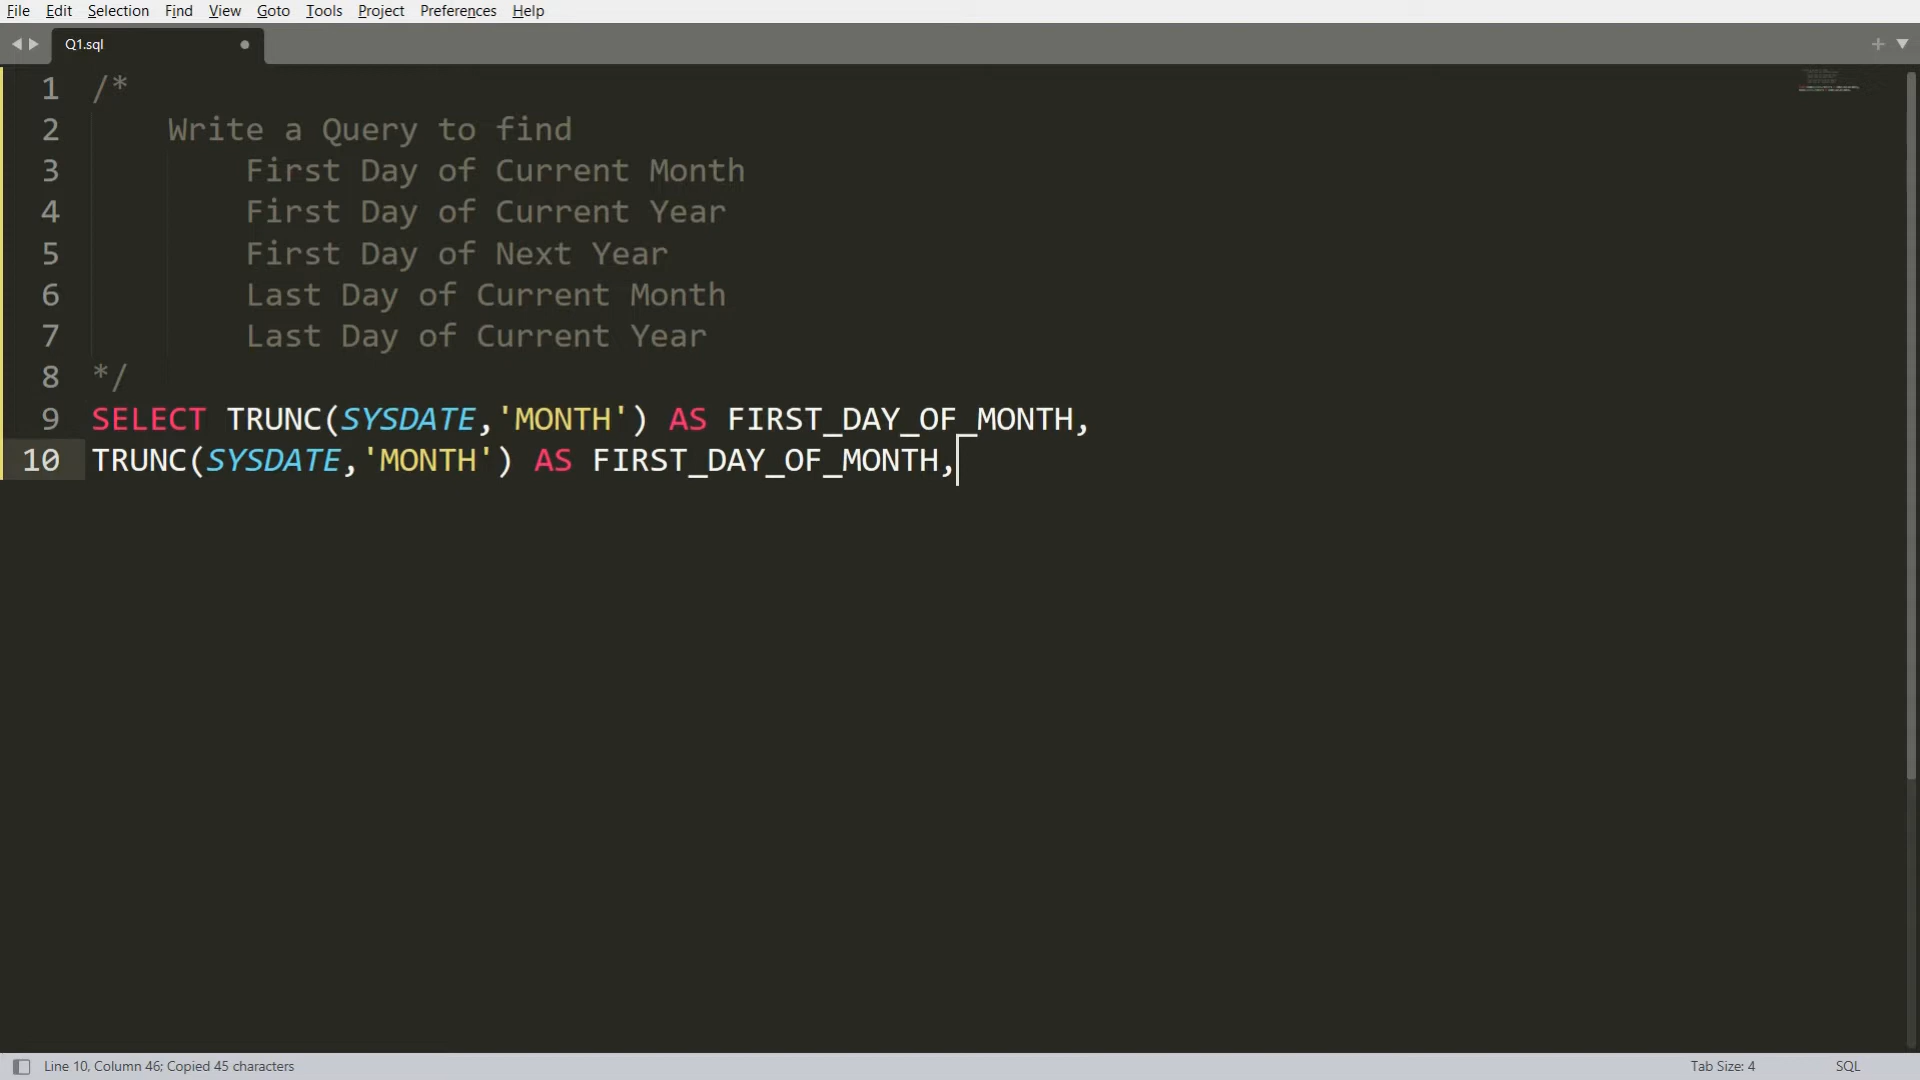 File Edit Selection Find View Goto Tools Project Preferences Help
Q1.sql
1 /*
2 Write a Query to find
3 First Day of Current Month
4 First Day of Current Year
5 First Day of Next Year
6 Last Day of Current Month
7 Last Day of Current Year
8 */
9 SELECT TRUNC(SYSDATE,'MONTH') AS FIRST_DAY_OF_MONTH,
10 TRUNC(SYSDATE,'MONTH') AS FIRST_DAY_OF_MONTH,
Line 10, Column 46; Copied 45 characters Tab Size: 4 SQL